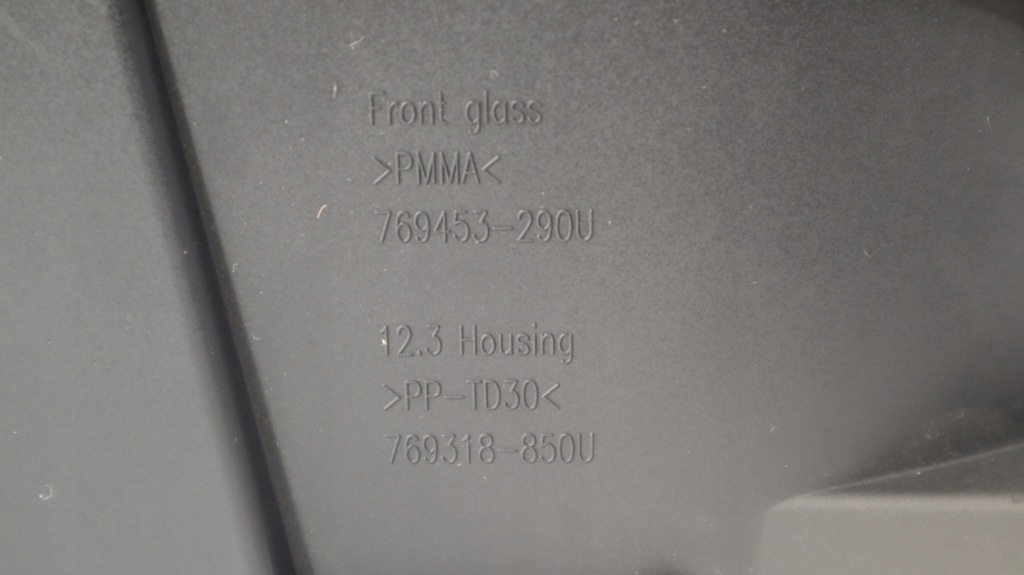 Front glass
>PMMA<
769453-290U
12.3 Housing
>PP-TD30<
769318-850U